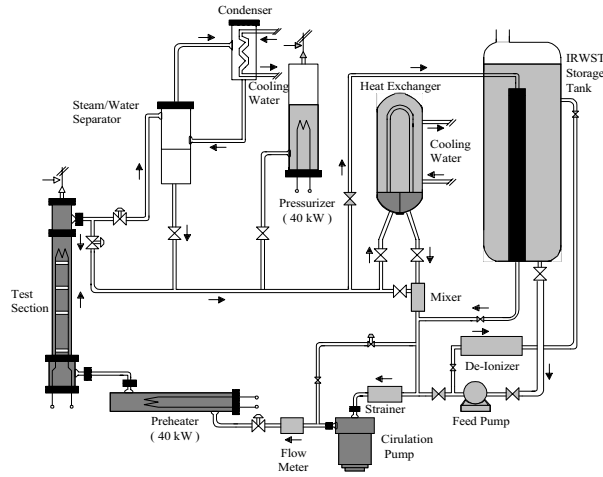 Condenser
IRWST
Storage
Tank
Cooling
Water
Heat Exchanger
Steam/Water
Separator
Cooling
Water
Pressurizer
( 40 kW )
Test
Section
Mixer
De-Ionizer
Strainer
Feed Pump
Preheater
( 40 kW )
Flow
Meter
Cirulation
Pump